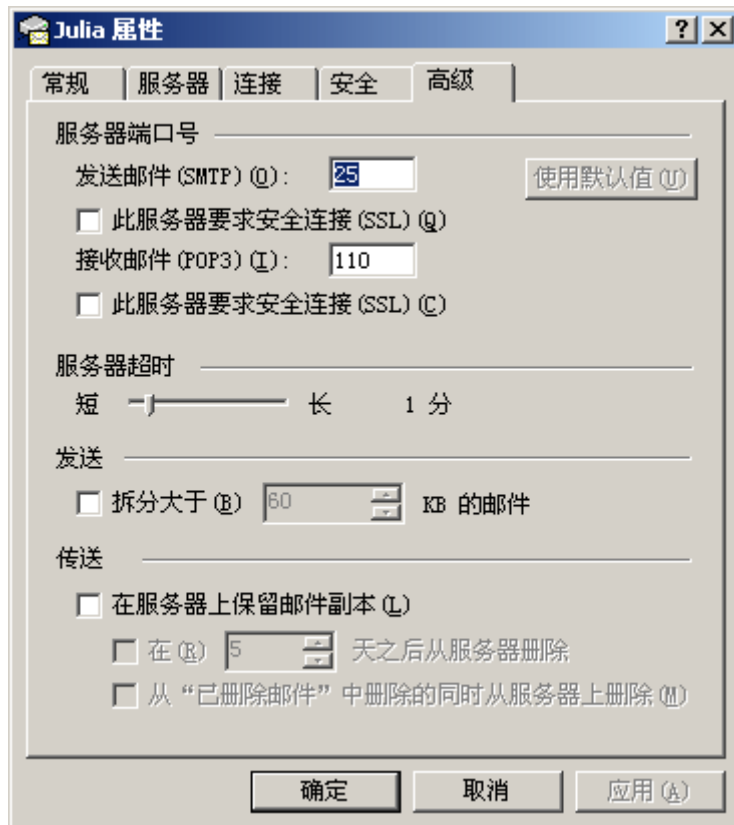 Julia 属性
常规 服务器 连接 安全 高级
服务器端口号
发送邮件(SMTP)(O): 25 使用默认值(U)
此服务器要求安全连接(SSL)(Q)
接收邮件(POP3)(I): 110
此服务器要求安全连接(SSL)(C)
服务器超时
短 长 1 分
发送
拆分大于(B) 60 KB 的邮件
传送
在服务器上保留邮件副本(L)
在(R) 5 天之后从服务器删除
从“已删除邮件”中删除的同时从服务器上删除(M)
确定 取消 应用(A)